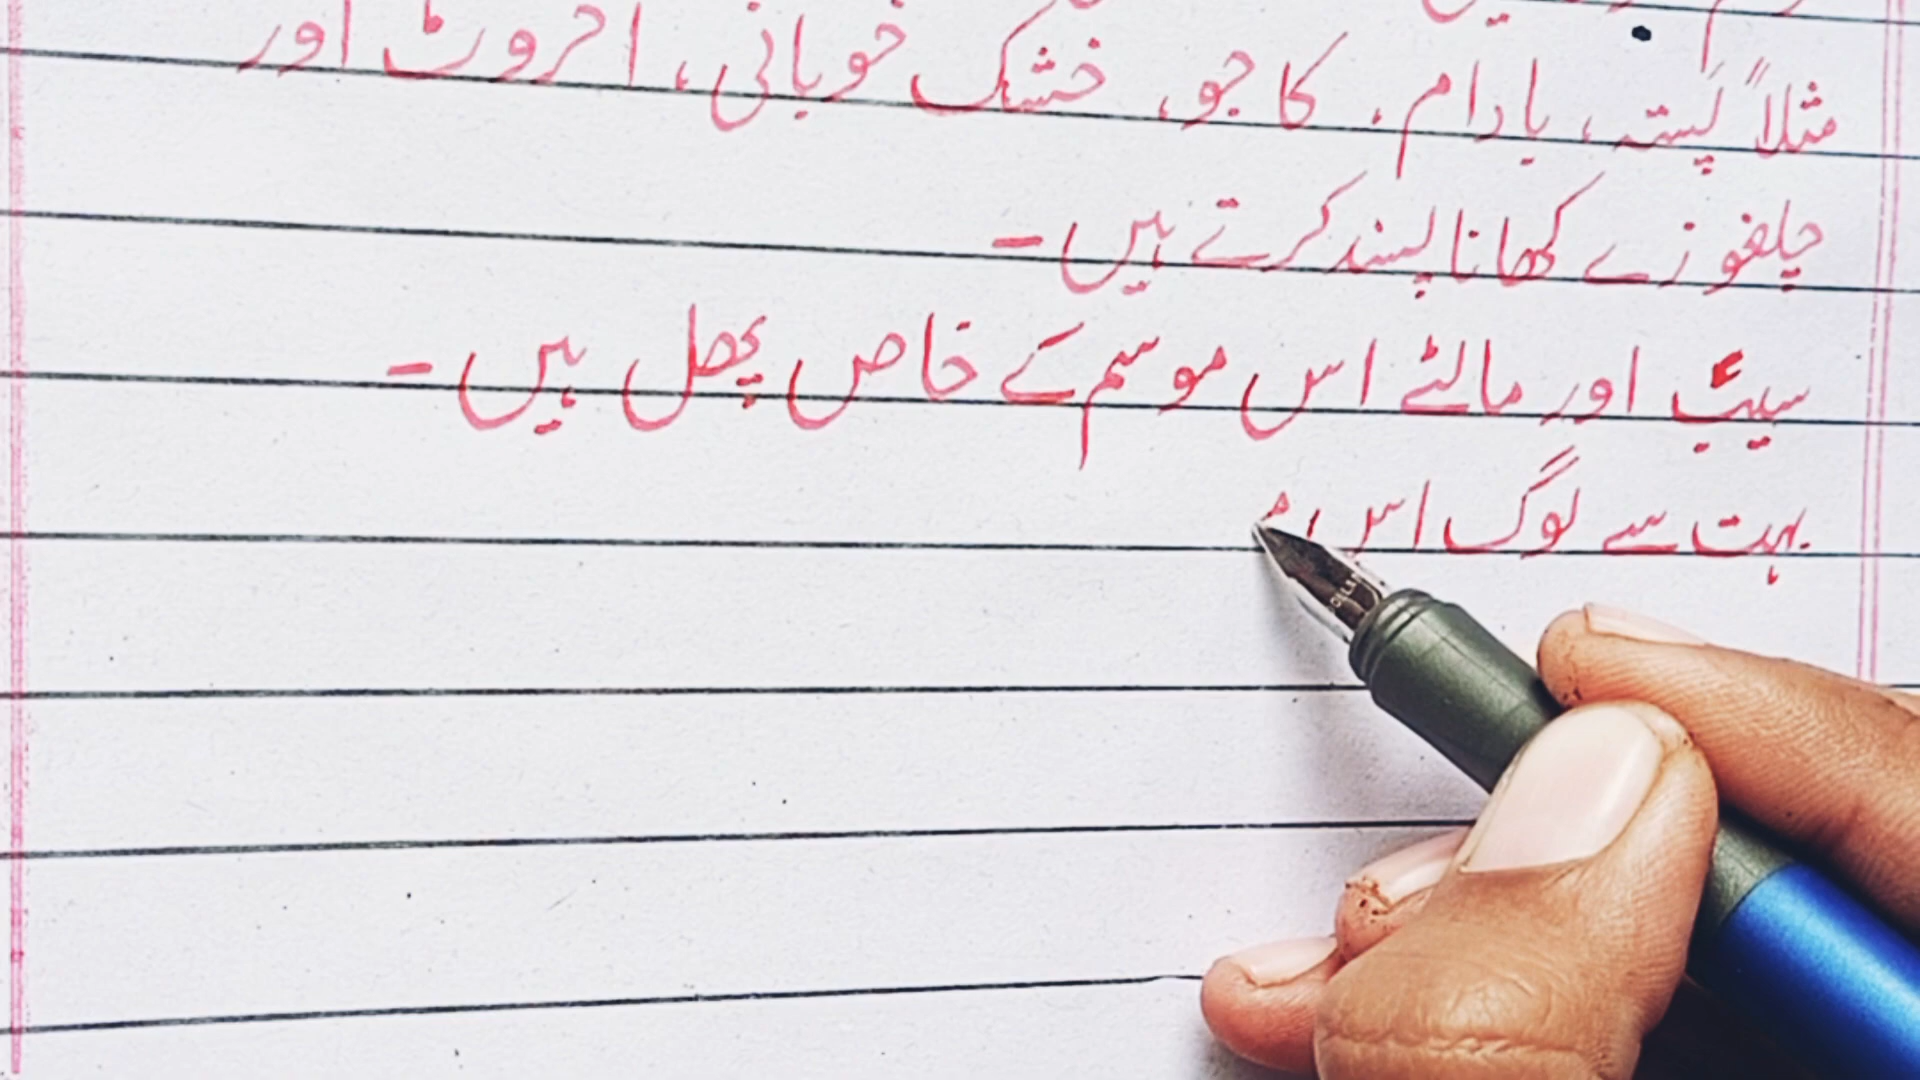 مثلاً پستہ، بادام، کاجو، خشک خوبانی، اخروٹ اور
چلغوزے کھانا پسند کرتے ہیں۔
سیب اور مالٹے اس موسم کے خاص پھل ہیں۔
بہت سے لوگ اس